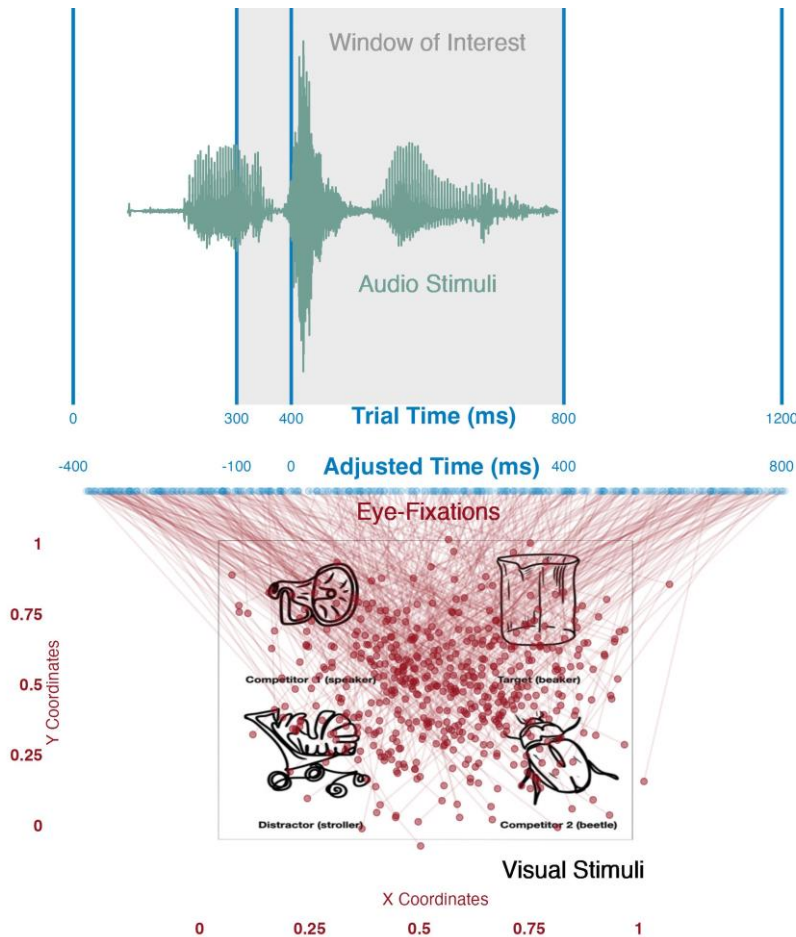 Window of Interest
Audio Stimuli
0 300 400 Trial Time (ms) 800 1200
-400 -100 0 Adjusted Time (ms) 400 800
Eye-Fixations
1
0.75
0.5
0.25
0
Y Coordinates
Competitor 1 (speaker) Target (beaker)
Distractor (stroller) Competitor 2 (beetle)
Visual Stimuli
X Coordinates
0 0.25 0.5 0.75 1